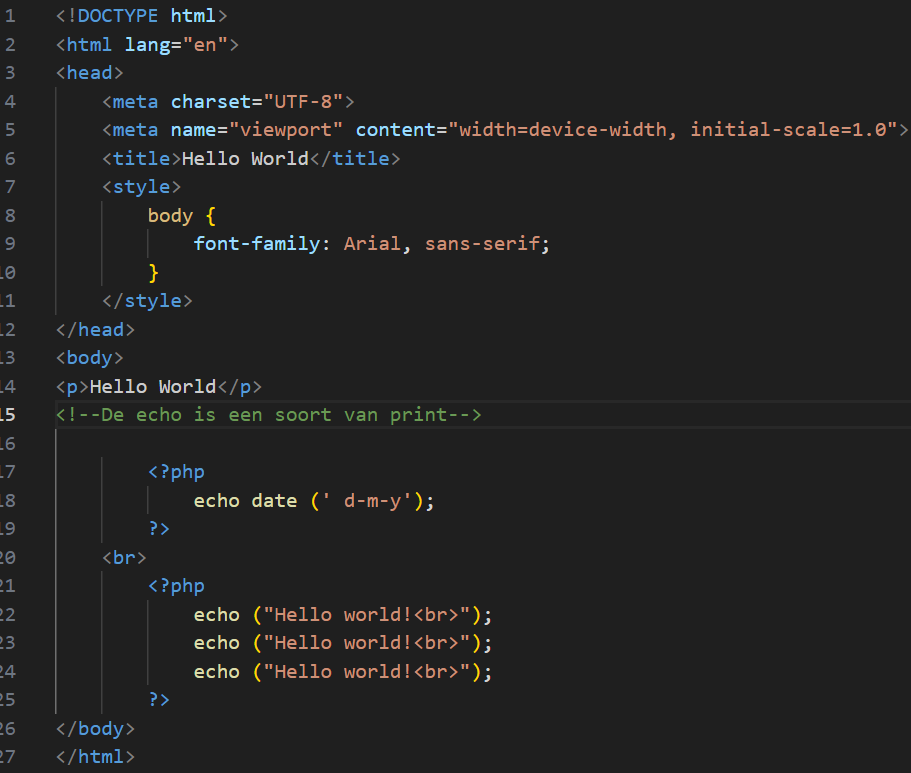 1 <!DOCTYPE html>
2 <html lang="en">
3 <head>
4     <meta charset="UTF-8">
5     <meta name="viewport" content="width=device-width, initial-scale=1.0">
6     <title>Hello World</title>
7     <style>
8         body {
9             font-family: Arial, sans-serif;
10         }
11     </style>
12 </head>
13 <body>
14 <p>Hello World</p>
15 <!--De echo is een soort van print-->
16
17         <?php
18             echo date (' d-m-y');
19         ?>
20     <br>
21         <?php
22             echo ("Hello world!<br>");
23             echo ("Hello world!<br>");
24             echo ("Hello world!<br>");
25         ?>
26 </body>
27 </html>